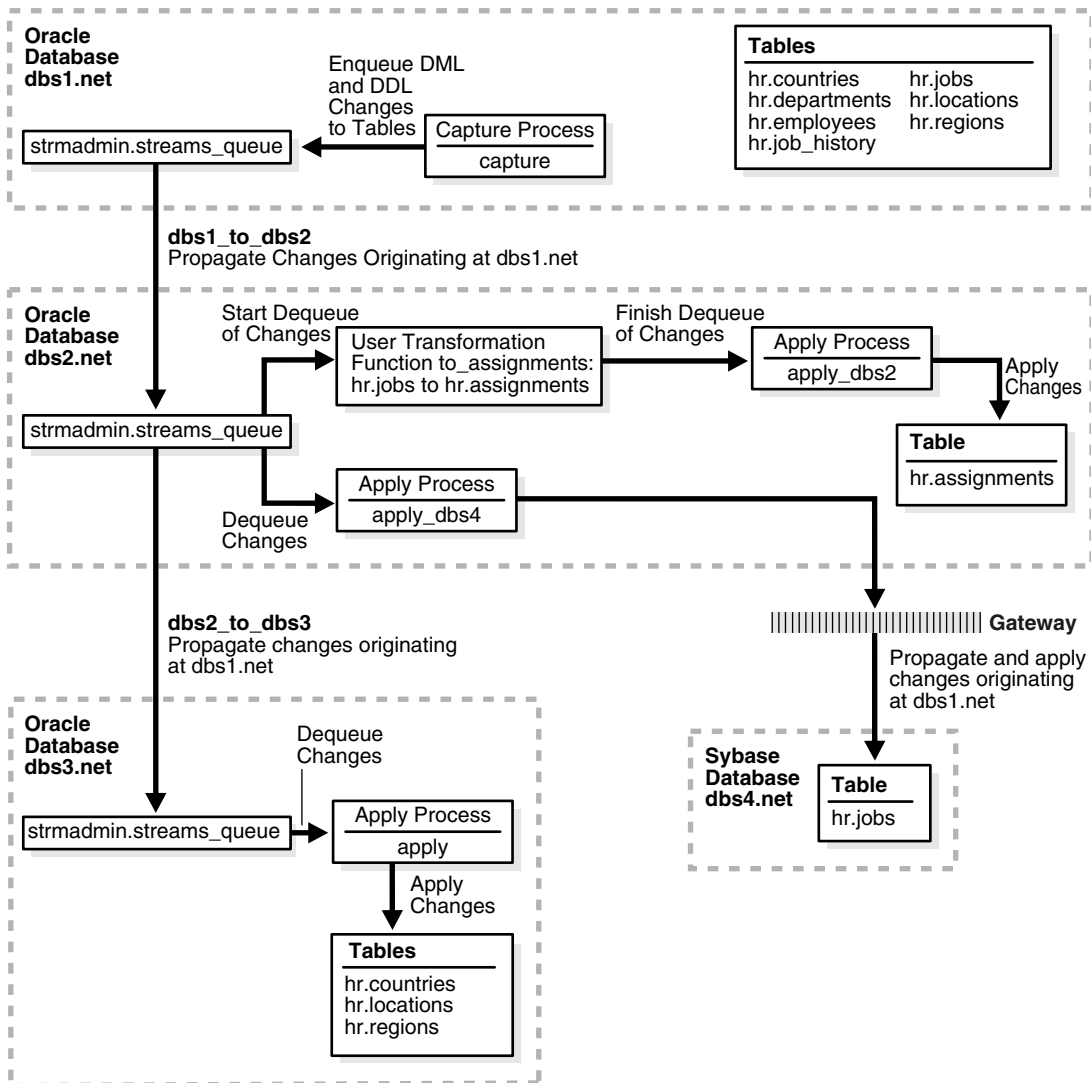 Oracle
Database
dbs1.net
Enqueue DML
and DDL
Changes
to Tables
strmadmin.streams_queue
Capture Process
capture
Tables
hr.countries hr.jobs
hr.departments hr.locations
hr.employees hr.regions
hr.job_history
dbs1_to_dbs2
Propagate Changes Originating at dbs1.net
Oracle
Database
dbs2.net
Start Dequeue
of Changes
User Transformation
Function to_assignments:
hr.jobs to hr.assignments
Finish Dequeue
of Changes
Apply Process
apply_dbs2
Apply
Changes
strmadmin.streams_queue
Table
hr.assignments
Dequeue
Changes
Apply Process
apply_dbs4
dbs2_to_dbs3
Propagate changes originating
at dbs1.net
Gateway
Propagate and apply
changes originating
at dbs1.net
Oracle
Database
dbs3.net
Dequeue
Changes
strmadmin.streams_queue
Apply Process
apply
Apply
Changes
Tables
hr.countries
hr.locations
hr.regions
Sybase
Database
dbs4.net
Table
hr.jobs